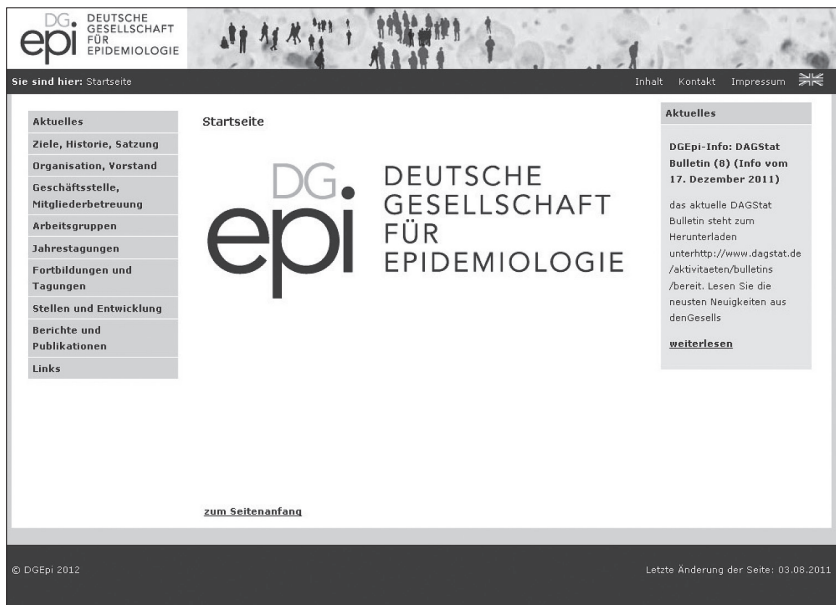 DG
epi
DEUTSCHE
GESELLSCHAFT
FÜR
EPIDEMIOLOGIE
Sie sind hier: Startseite
Inhalt Kontakt Impressum
Aktuelles
Ziele, Historie, Satzung
Organisation, Vorstand
Geschäftsstelle,
Mitgliederbetreuung
Arbeitsgruppen
Jahrestagungen
Fortbildungen und
Tagungen
Stellen und Entwicklung
Berichte und
Publikationen
Links
Startseite
DG
epi
DEUTSCHE
GESELLSCHAFT
FÜR
EPIDEMIOLOGIE
zum Seitenanfang
Aktuelles
DGEpi-Info: DAGStat
Bulletin (8) (Info vom
17. Dezember 2011)
das aktuelle DAGStat
Bulletin steht zum
Herunterladen
unterhttp://www.dagstat.de
/aktivitaeten/bulletins
/bereit. Lesen Sie die
neusten Neuigkeiten aus
denGesells
weiterlesen
© DGEpi 2012
Letzte Änderung der Seite: 03.08.2011